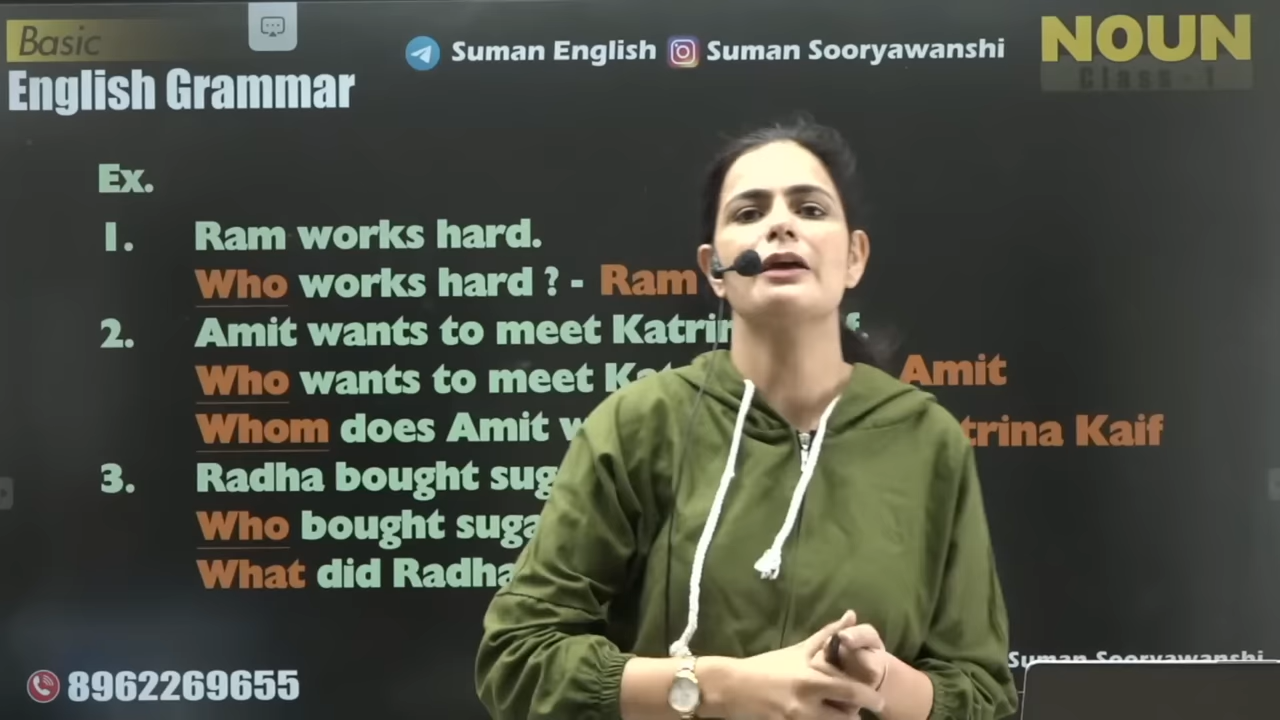 Basic
English Grammar
Suman English Suman Sooryawanshi
NOUN
Class - 1
Ex.
1. Ram works hard.
Who works hard ? - Ram
2. Amit wants to meet
Who wants to meet Amit
Whom does Amit Kaif
3. Radha bought
Who bought
What did Radha
8962269655
Suman Sooryawanshi